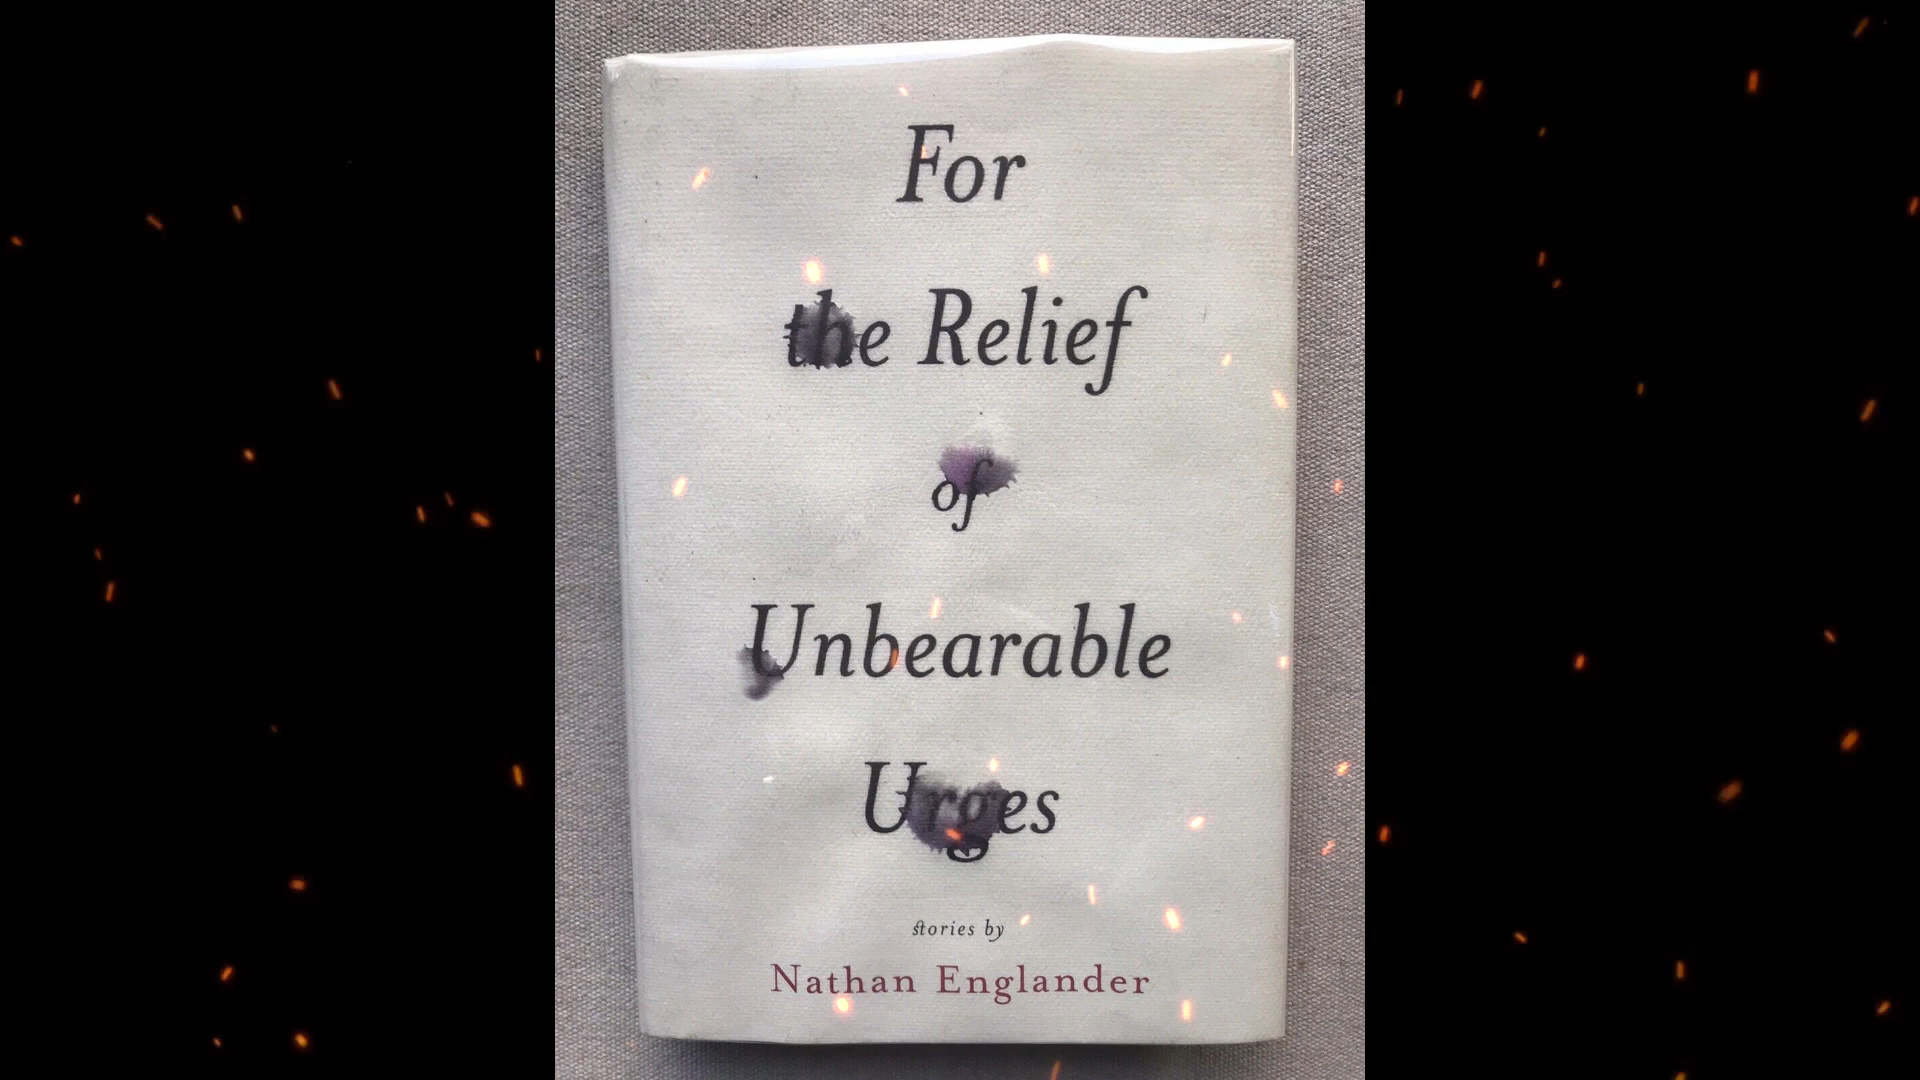 For
the Relief
of
Unbearable
Urges
stories by
Nathan Englander